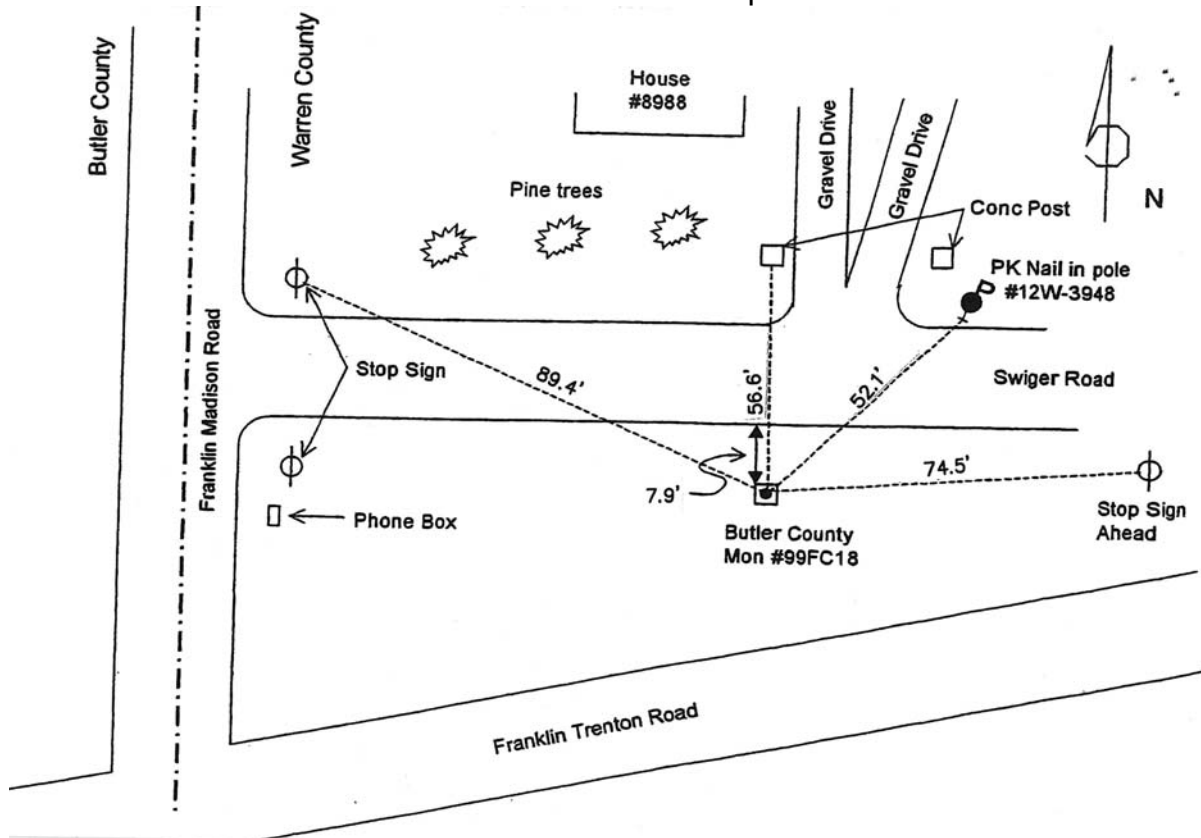 Butler County
Warren County
House
#8988
Gravel Drive
Gravel Drive
N
Pine trees
Conc Post
PK Nail in pole
#12W-3948
P
Franklin Madison Road
Stop Sign
89.4'
56.6'
52.1'
Swiger Road
7.9'
74.5'
Phone Box
Butler County
Mon #99FC18
Stop Sign
Ahead
Franklin Trenton Road